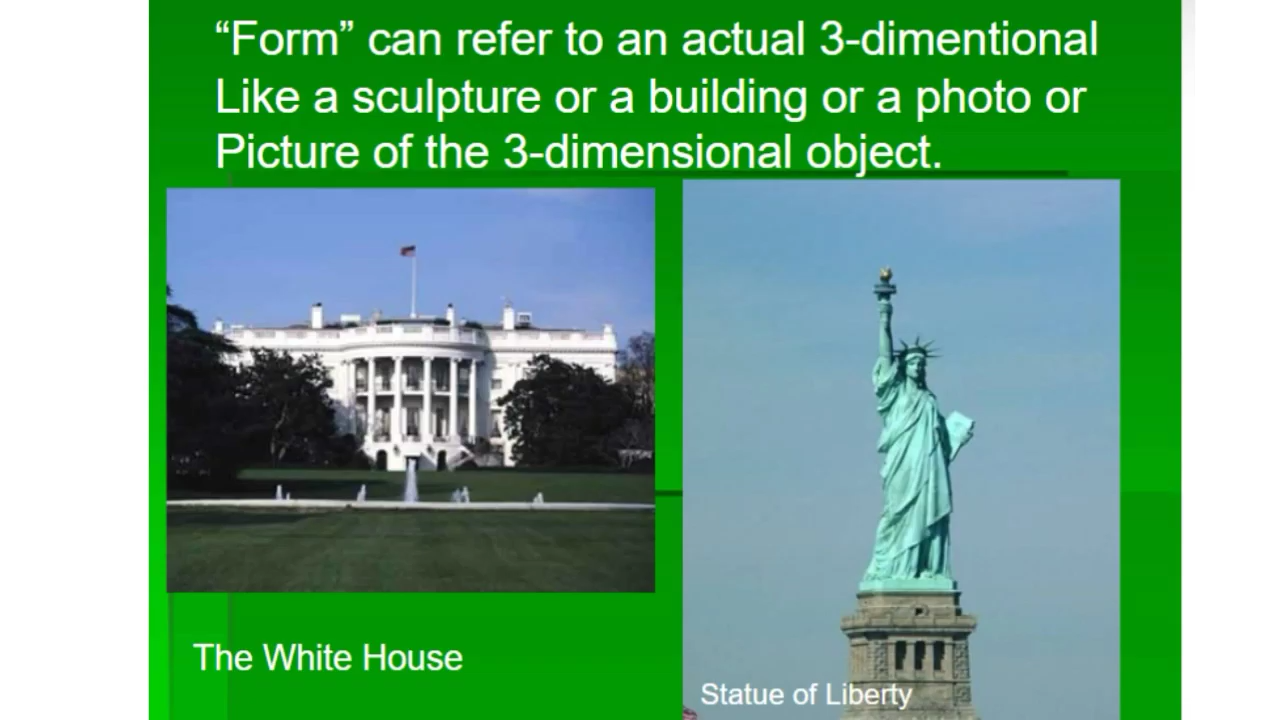 “Form” can refer to an actual 3-dimentional
Like a sculpture or a building or a photo or
Picture of the 3-dimensional object.
The White House
Statue of Liberty